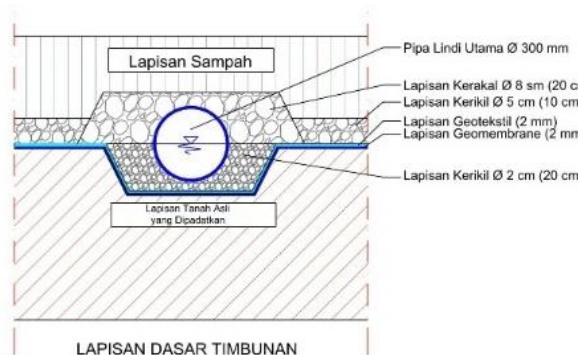 Lapisan Sampah
Pipa Lindi Utama Ø 300 mm
Lapisan Kerakal Ø 8 sm (20 c
Lapisan Kerikil Ø 5 cm (10 cm
Lapisan Geotekstil (2 mm)
Lapisan Geomembrane (2 mm
Lapisan Kerikil Ø 2 cm (20 cm
Lapisan Tanah Asli
yang Dipadatkan
LAPISAN DASAR TIMBUNAN